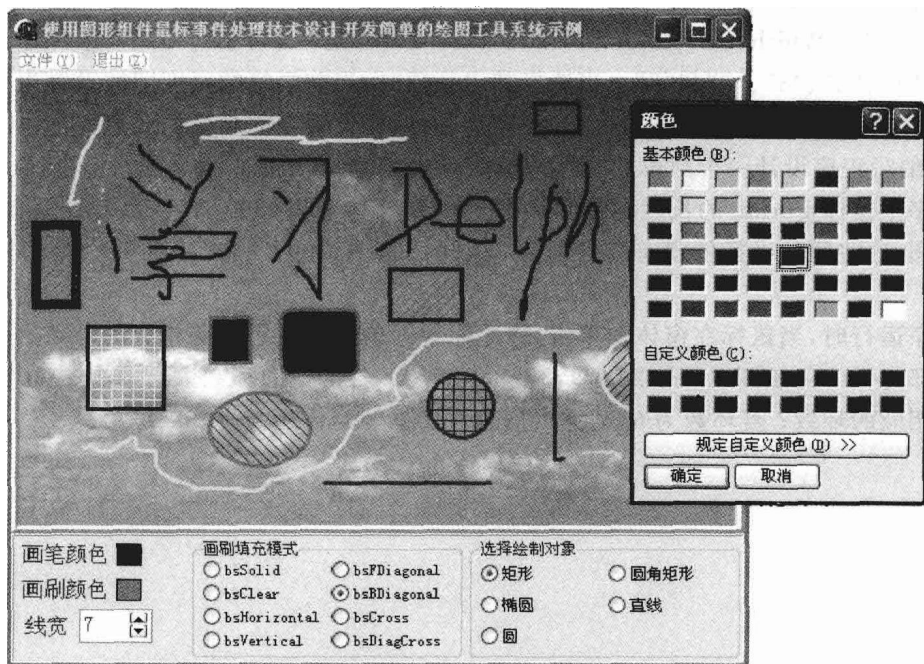 使用图形组件鼠标事件处理技术设计开发简单的绘图工具系统示例
文件(Y) 退出(Z)
学习 Delph
颜色
基本颜色(B):
自定义颜色(C):
规定自定义颜色(D) >>
确定 取消
画笔颜色
画刷颜色
线宽 7
画刷填充模式
bsSolid bsFDiagonal
bsClear bsBDiagonal
bsHorizontal bsCross
bsVertical bsDiagCross
选择绘制对象
矩形 圆角矩形
椭圆 直线
圆